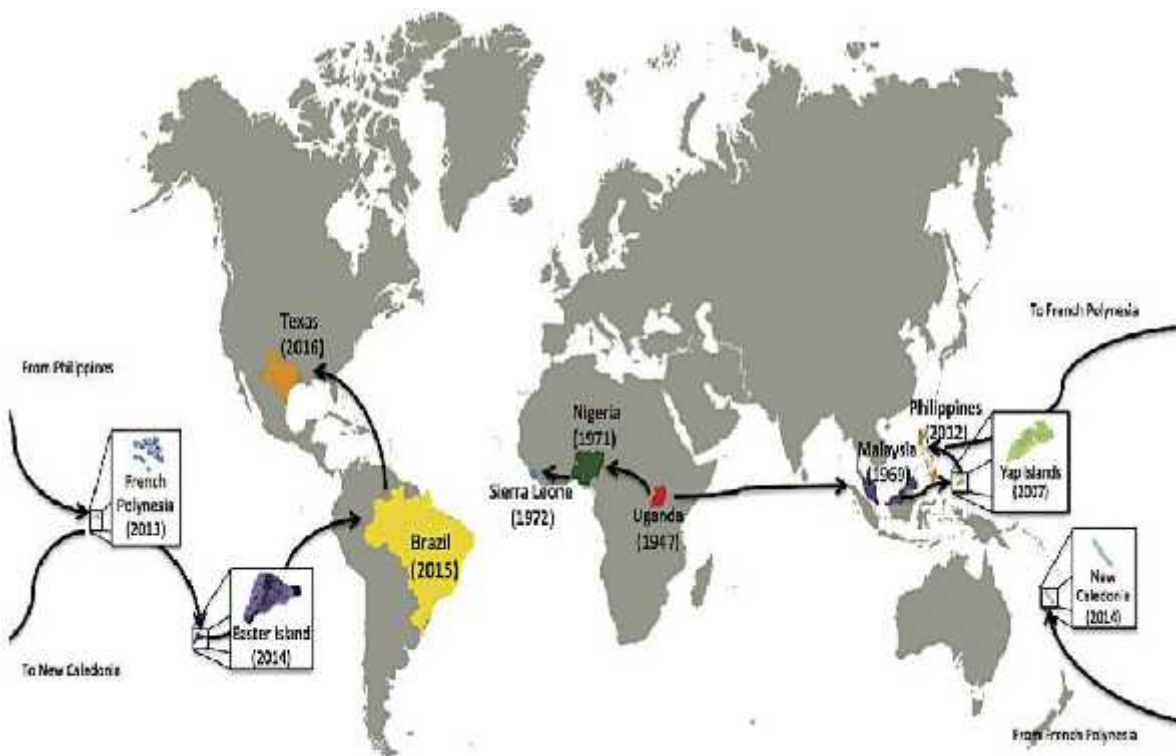 Texas
(2016)
From Philippines
French
Polynesia
(2013)
To New Caledonia
Easter Island
(2014)
Brazil
(2015)
Sierra Leone
(1972)
Nigeria
(1971)
Uganda
(1947)
Malaysia
(1969)
Philippines
(2012)
Yap Islands
(2007)
To French Polynesia
New
Caledonia
(2014)
From French Polynesia